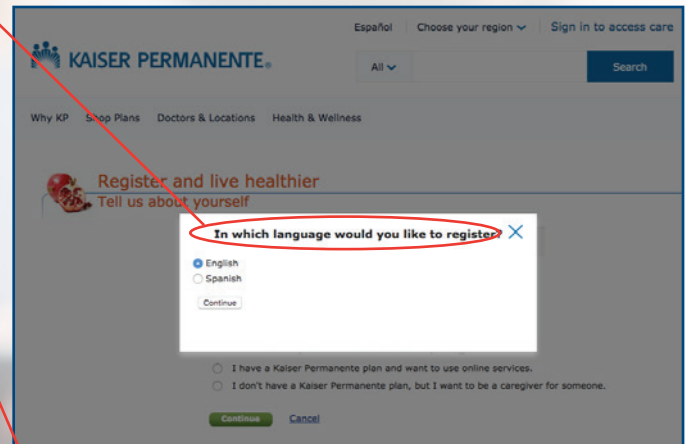 Español Choose your region Sign in to access care
KAISER PERMANENTE®
All Search
Why KP Shop Plans Doctors & Locations Health & Wellness
Register and live healthier
Tell us about yourself
In which language would you like to register?
English
Spanish
Continue
I have a Kaiser Permanente plan and want to use online services.
I don't have a Kaiser Permanente plan, but I want to be a caregiver for someone.
Continue Cancel